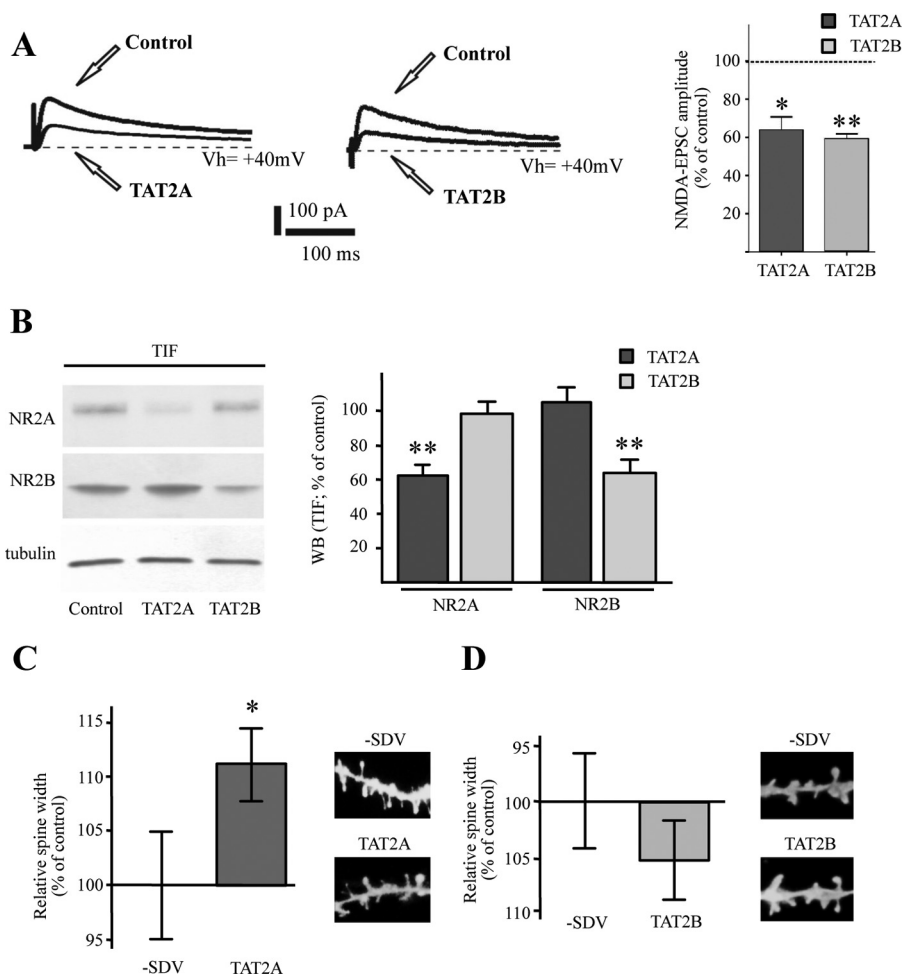 A
Control
TAT2A
Vh= +40mV
Control
TAT2B
Vh= +40mV
100 pA
100 ms
TAT2A
TAT2B
NMDA-EPSC amplitude
(% of control)
100
80
60
40
20
*
**
TAT2A TAT2B
B
TIF
NR2A
NR2B
tubulin
Control TAT2A TAT2B
TAT2A
TAT2B
WB (TIF; % of control)
100
80
60
40
20
**
**
NR2A NR2B
C
Relative spine width
(% of control)
115
110
105
100
95
*
-SDV TAT2A
-SDV
TAT2A
D
Relative spine width
(% of control)
95
100
105
110
-SDV TAT2B
-SDV
TAT2B